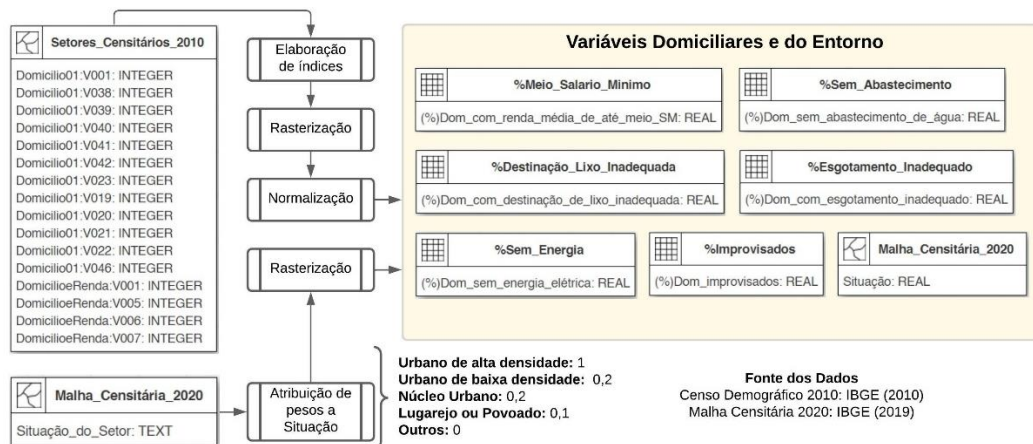 Setores_Censitários_2010
Domicilio01:V001: INTEGER
Domicilio01:V038: INTEGER
Domicilio01:V039: INTEGER
Domicilio01:V040: INTEGER
Domicilio01:V041: INTEGER
Domicilio01:V042: INTEGER
Domicilio01:V023: INTEGER
Domicilio01:V019: INTEGER
Domicilio01:V020: INTEGER
Domicilio01:V021: INTEGER
Domicilio01:V022: INTEGER
Domicilio01:V046: INTEGER
DomicilioeRenda:V001: INTEGER
DomicilioeRenda:V005: INTEGER
DomicilioeRenda:V006: INTEGER
DomicilioeRenda:V007: INTEGER
Malha_Censitária_2020
Situação_do_Setor: TEXT
Elaboração
de índices
Rasterização
Normalização
Rasterização
Atribuição de
pesos a
Situação
Variáveis Domiciliares e do Entorno
%Meio_Salario_Minimo
(%)Dom_com_renda_média_de_até_meio_SM: REAL
%Sem_Abastecimento
(%)Dom_sem_abastecimento_de_água: REAL
%Destinação_Lixo_Inadequada
(%)Dom_com_destinação_de_lixo_inadequada: REAL
%Esgotamento_Inadequado
(%)Dom_com_esgotamento_inadequado: REAL
%Sem_Energia
(%)Dom_sem_energia_elétrica: REAL
%Improvisados
(%)Dom_improvisados: REAL
Malha_Censitária_2020
Situação: REAL
Urbano de alta densidade: 1
Urbano de baixa densidade: 0,2
Núcleo Urbano: 0,2
Lugarejo ou Povoado: 0,1
Outros: 0
Fonte dos Dados
Censo Demográfico 2010: IBGE (2010)
Malha Censitária 2020: IBGE (2019)